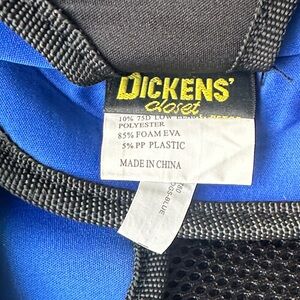 DICKENS'
closet
10% 75D LOW
POLYESTER
85% FOAM EVA
5% PP PLASTIC
MADE IN CHINA